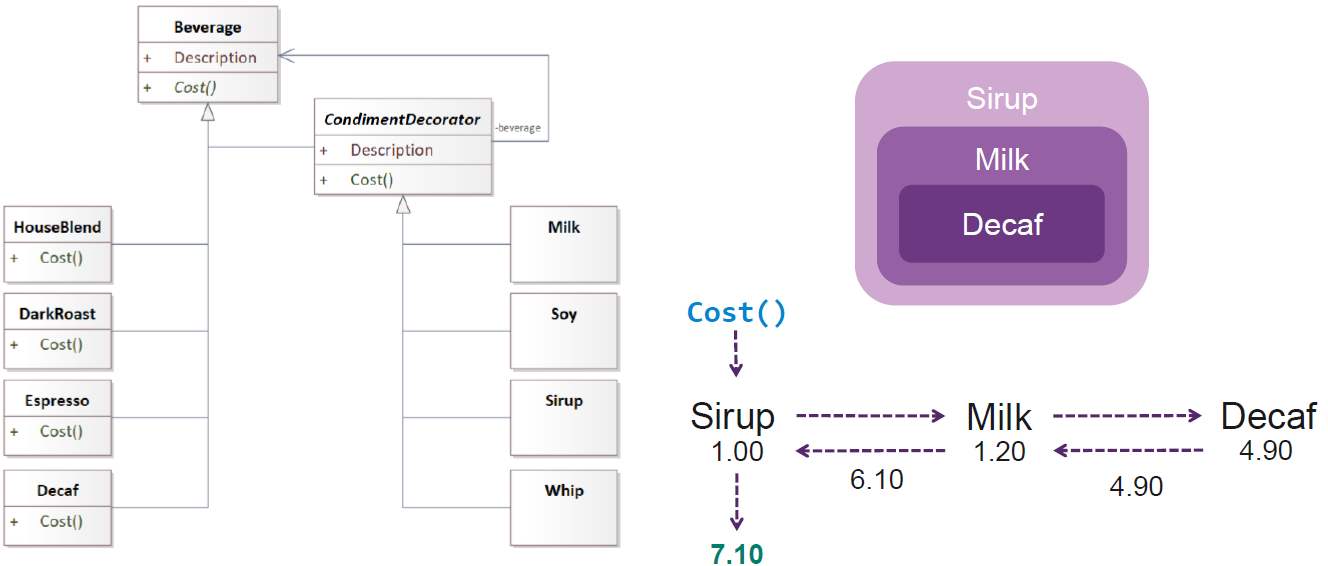 Beverage
+ Description
+ Cost()
CondimentDecorator
+ Description
+ Cost()
-beverage
HouseBlend
+ Cost()
DarkRoast
+ Cost()
Espresso
+ Cost()
Decaf
+ Cost()
Milk
Soy
Sirup
Whip
Sirup
Milk
Decaf
Cost()
Sirup
1.00
Milk
1.20
Decaf
4.90
6.10
4.90
7.10